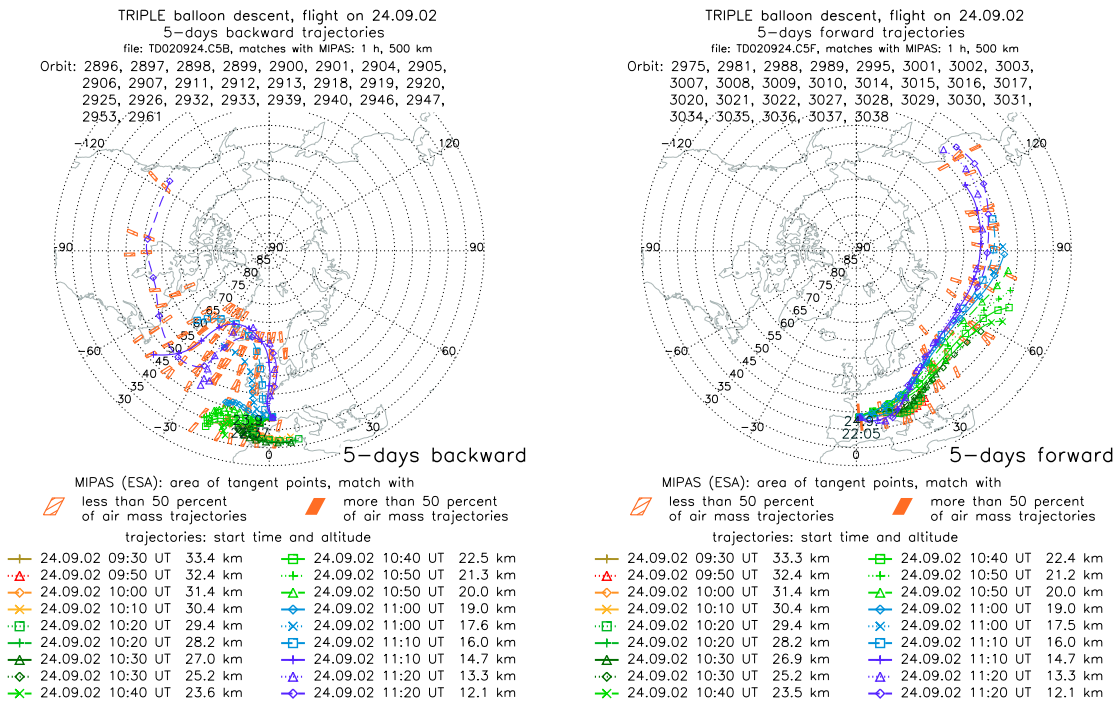 TRIPLE balloon descent, flight on 24.09.02
5-days backward trajectories
file: TD020924.C5B, matches with MIPAS: 1 h, 500 km
Orbit: 2896, 2897, 2898, 2899, 2900, 2901, 2904, 2905,
2906, 2907, 2911, 2912, 2913, 2918, 2919, 2920,
2925, 2926, 2932, 2933, 2939, 2940, 2946, 2947,
2953, 2961
-120
120
-90
90
90
85
80
75
70
65
60
55
50
45
40
35
30
-60
60
-30
30
0
5-days backward
MIPAS (ESA): area of tangent points, match with
less than 50 percent
of air mass trajectories
more than 50 percent
of air mass trajectories
trajectories: start time and altitude
24.09.02 09:30 UT 33.4 km
24.09.02 09:50 UT 32.4 km
24.09.02 10:00 UT 31.4 km
24.09.02 10:10 UT 30.4 km
24.09.02 10:20 UT 29.4 km
24.09.02 10:20 UT 28.2 km
24.09.02 10:30 UT 27.0 km
24.09.02 10:30 UT 25.2 km
24.09.02 10:40 UT 23.6 km
24.09.02 10:40 UT 22.5 km
24.09.02 10:50 UT 21.3 km
24.09.02 10:50 UT 20.0 km
24.09.02 11:00 UT 19.0 km
24.09.02 11:00 UT 17.6 km
24.09.02 11:10 UT 16.0 km
24.09.02 11:10 UT 14.7 km
24.09.02 11:20 UT 13.3 km
24.09.02 11:20 UT 12.1 km
TRIPLE balloon descent, flight on 24.09.02
5-days forward trajectories
file: TD020924.C5F, matches with MIPAS: 1 h, 500 km
Orbit: 2975, 2981, 2988, 2989, 2995, 3001, 3002, 3003,
3007, 3008, 3009, 3010, 3014, 3015, 3016, 3017,
3020, 3021, 3022, 3027, 3028, 3029, 3030, 3031,
3034, 3035, 3036, 3037, 3038
-120
120
-90
90
90
85
80
75
70
65
60
55
50
45
40
35
30
-60
60
-30
30
0
22:05
5-days forward
MIPAS (ESA): area of tangent points, match with
less than 50 percent
of air mass trajectories
more than 50 percent
of air mass trajectories
trajectories: start time and altitude
24.09.02 09:30 UT 33.3 km
24.09.02 09:50 UT 32.4 km
24.09.02 10:00 UT 31.4 km
24.09.02 10:10 UT 30.4 km
24.09.02 10:20 UT 29.4 km
24.09.02 10:20 UT 28.2 km
24.09.02 10:30 UT 26.9 km
24.09.02 10:30 UT 25.2 km
24.09.02 10:40 UT 23.5 km
24.09.02 10:40 UT 22.4 km
24.09.02 10:50 UT 21.2 km
24.09.02 10:50 UT 20.0 km
24.09.02 11:00 UT 19.0 km
24.09.02 11:00 UT 17.5 km
24.09.02 11:10 UT 16.0 km
24.09.02 11:10 UT 14.7 km
24.09.02 11:20 UT 13.3 km
24.09.02 11:20 UT 12.1 km